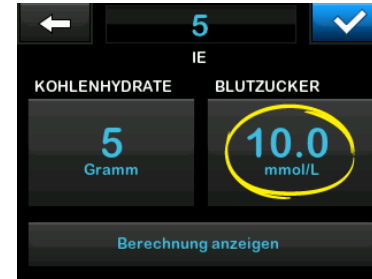 5
IE
KOHLENHYDRATE BLUTZUCKER
5 10.0
Gramm mmol/L
Berechnung anzeigen